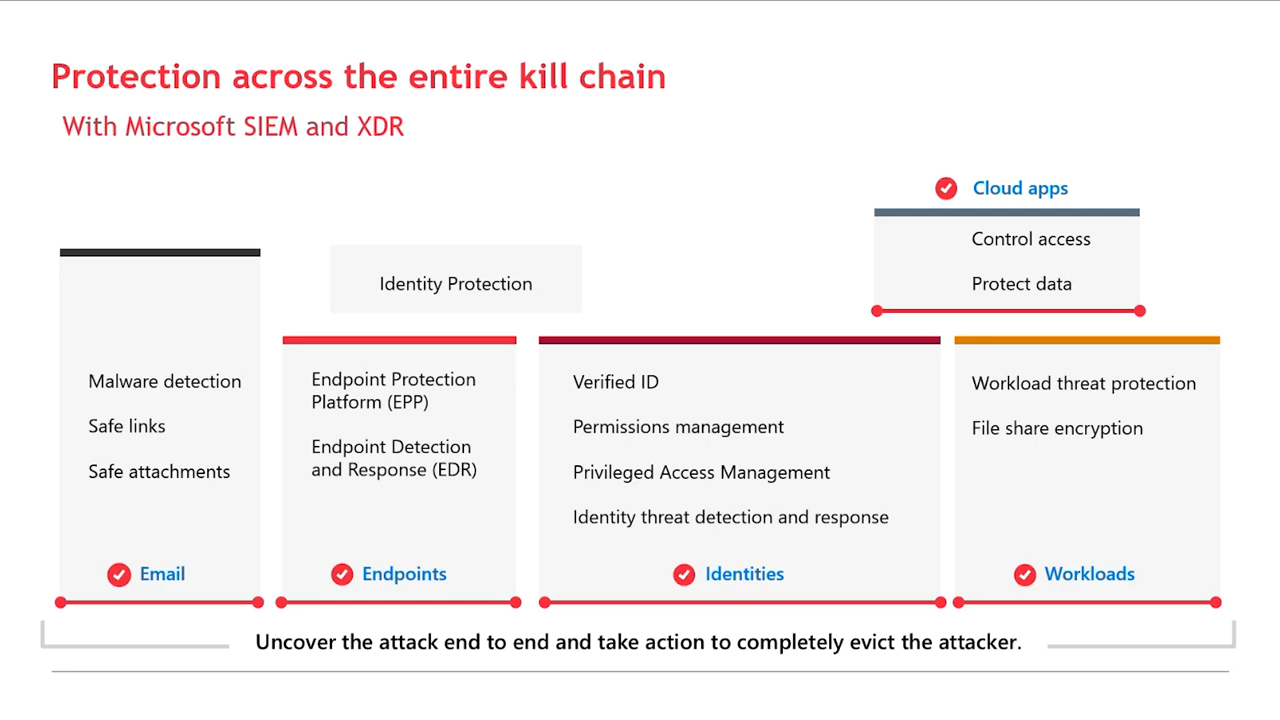 Protection across the entire kill chain
With Microsoft SIEM and XDR
Cloud apps
Control access
Protect data
Identity Protection
Malware detection
Safe links
Safe attachments
Email
Endpoint Protection
Platform (EPP)
Endpoint Detection
and Response (EDR)
Endpoints
Verified ID
Permissions management
Privileged Access Management
Identity threat detection and response
Identities
Workload threat protection
File share encryption
Workloads
Uncover the attack end to end and take action to completely evict the attacker.